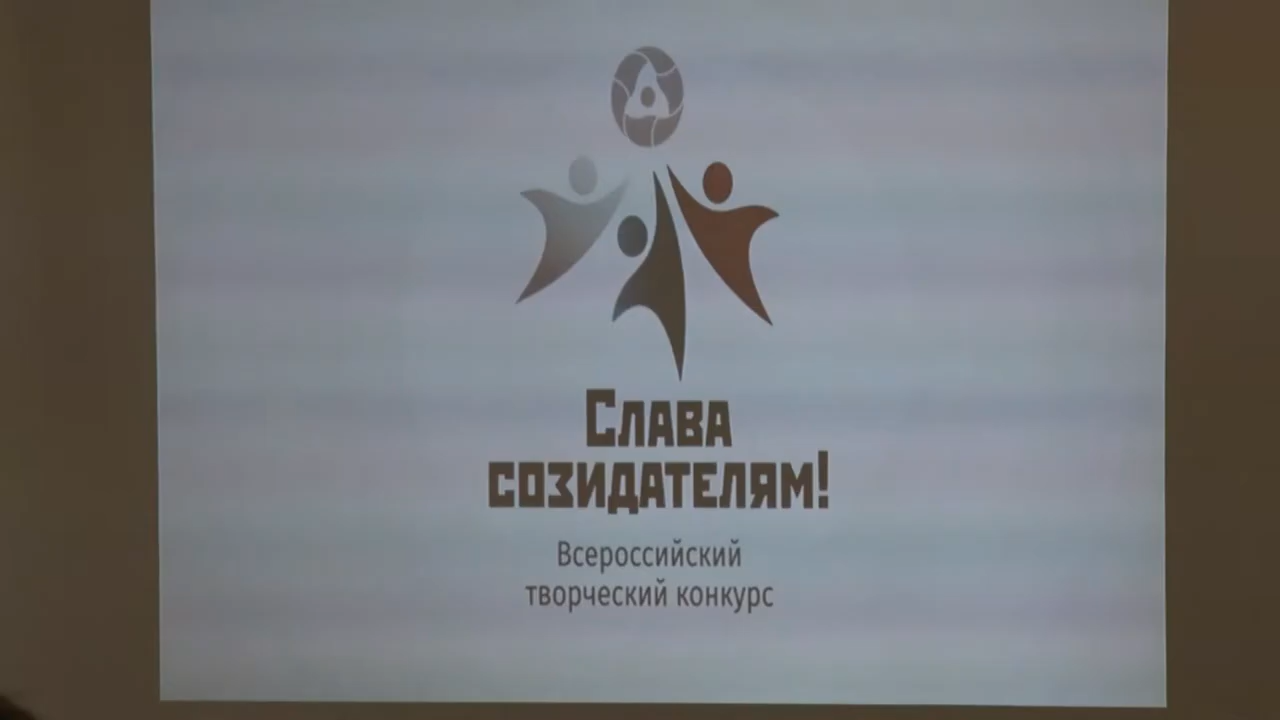 Слава
созидателям!
Всероссийский
творческий конкурс